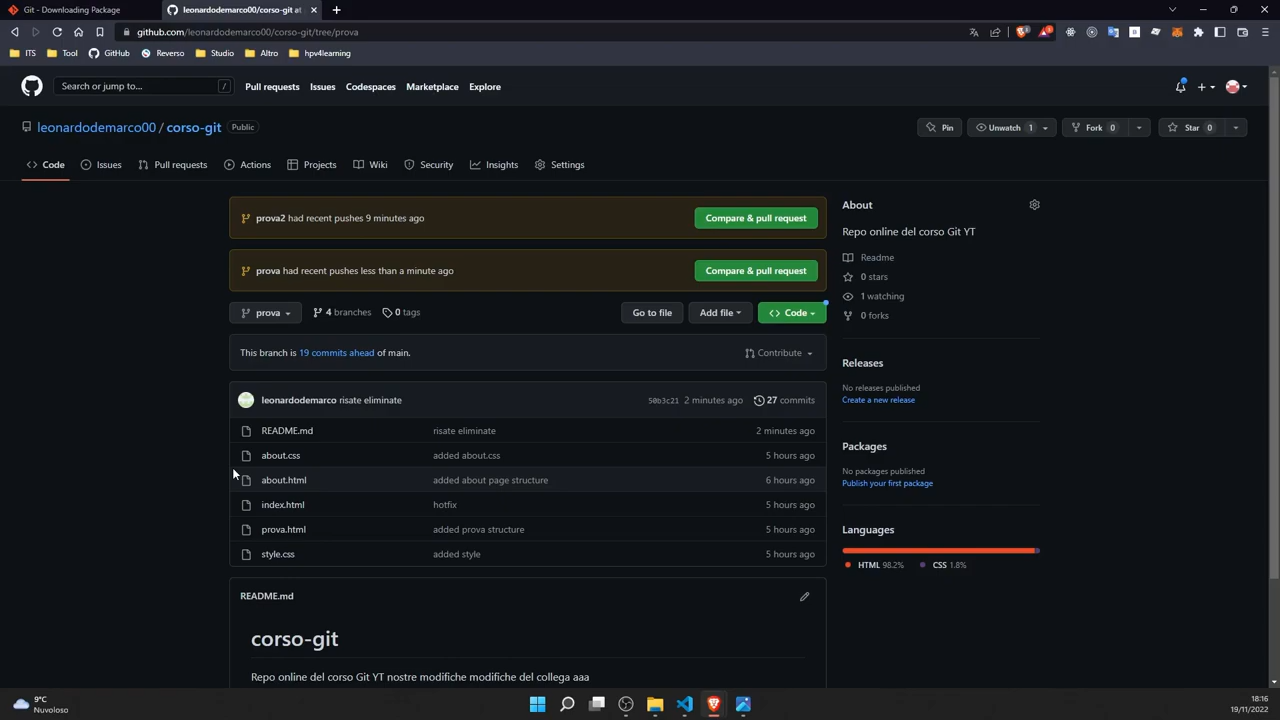 Git - Downloading Package
leonardodemarco00/corso-git at
github.com/leonardodemarco00/corso-git/tree/prova
ITS Tool GitHub Reverso Studio Altro hpv4learning
Search or jump to... /
Pull requests Issues Codespaces Marketplace Explore
leonardodemarco00 / corso-git Public
Pin Unwatch 1 Fork 0 Star 0
Code Issues Pull requests Actions Projects Wiki Security Insights Settings
prova2 had recent pushes 9 minutes ago Compare & pull request
prova had recent pushes less than a minute ago Compare & pull request
prova 4 branches 0 tags Go to file Add file Code
This branch is 19 commits ahead of main. Contribute
leonardodemarco risate eliminate 50b3c21 2 minutes ago 27 commits
README.md risate eliminate 2 minutes ago
about.css added about.css 5 hours ago
about.html added about page structure 6 hours ago
index.html hotfix 5 hours ago
prova.html added prova structure 5 hours ago
style.css added style 5 hours ago
README.md
corso-git
Repo online del corso Git YT nostre modifiche modifiche del collega aaa
About
Repo online del corso Git YT
Readme
0 stars
1 watching
0 forks
Releases
No releases published
Create a new release
Packages
No packages published
Publish your first package
Languages
HTML 98.2% CSS 1.8%
9°C
Nuvoloso
18:16
19/11/2022